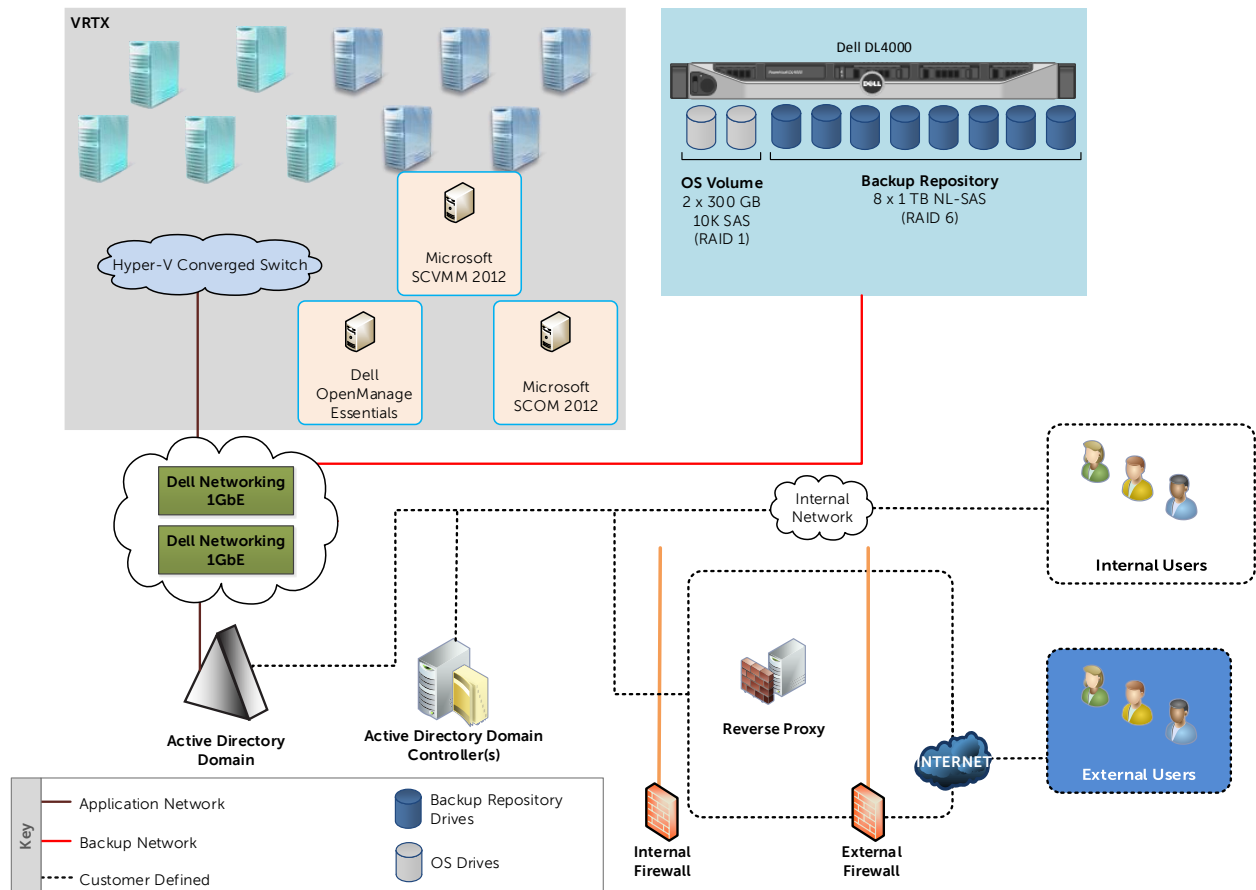 VRTX
Dell DL4000
DELL
OS Volume
2 x 300 GB
10K SAS
(RAID 1)
Backup Repository
8 x 1 TB NL-SAS
(RAID 6)
Hyper-V Converged Switch
Microsoft
SCVMM 2012
Dell
OpenManage
Essentials
Microsoft
SCOM 2012
Dell Networking
1GbE
Dell Networking
1GbE
Internal
Network
Internal Users
Active Directory
Domain
Active Directory Domain
Controller(s)
Reverse Proxy
INTERNET
External Users
Internal
Firewall
External
Firewall
Key
Application Network
Backup Network
Customer Defined
Backup Repository
Drives
OS Drives